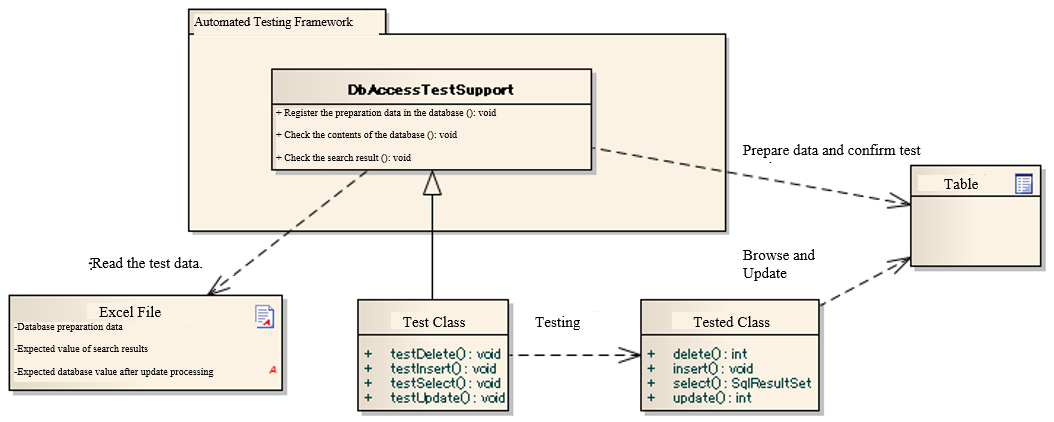 Automated Testing Framework
DbAccessTestSupport
+ Register the preparation data in the database (): void
+ Check the contents of the database (): void
+ Check the search result (): void
Prepare data and confirm test
Table
-Read the test data.
Browse and
Update
Excel File
-Database preparation data
-Expected value of search results
-Expected database value after update processing
A
Test Class
+ testDelete() : void
+ testInsert() : void
+ testSelect() : void
+ testUpdate() : void
Testing
Tested Class
+ delete() : int
+ insert() : void
+ select() : SqlResultSet
+ update() : int